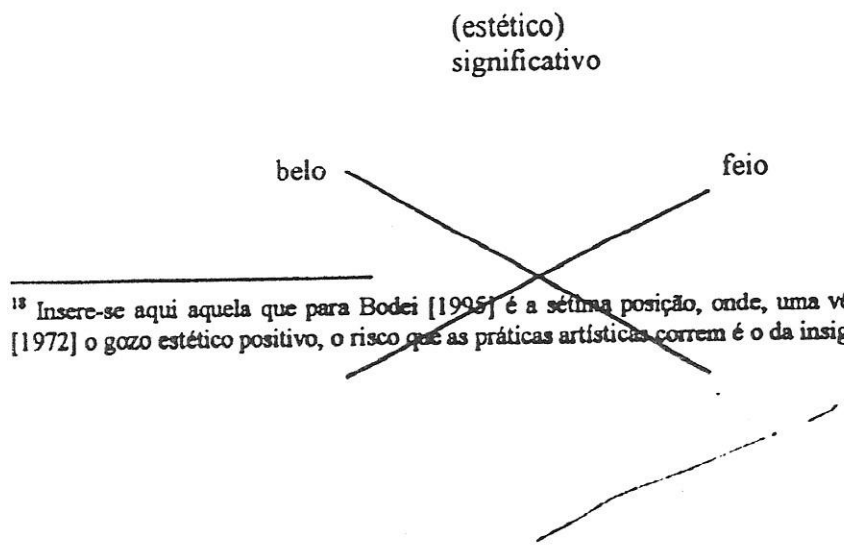 (estético)
significativo
belo
feio
18 Insere-se aqui aquela que para Bodei [1995] é a sétima posição, onde, uma
[1972] o gozo estético positivo, o risco que as práticas artísticas correm é o da